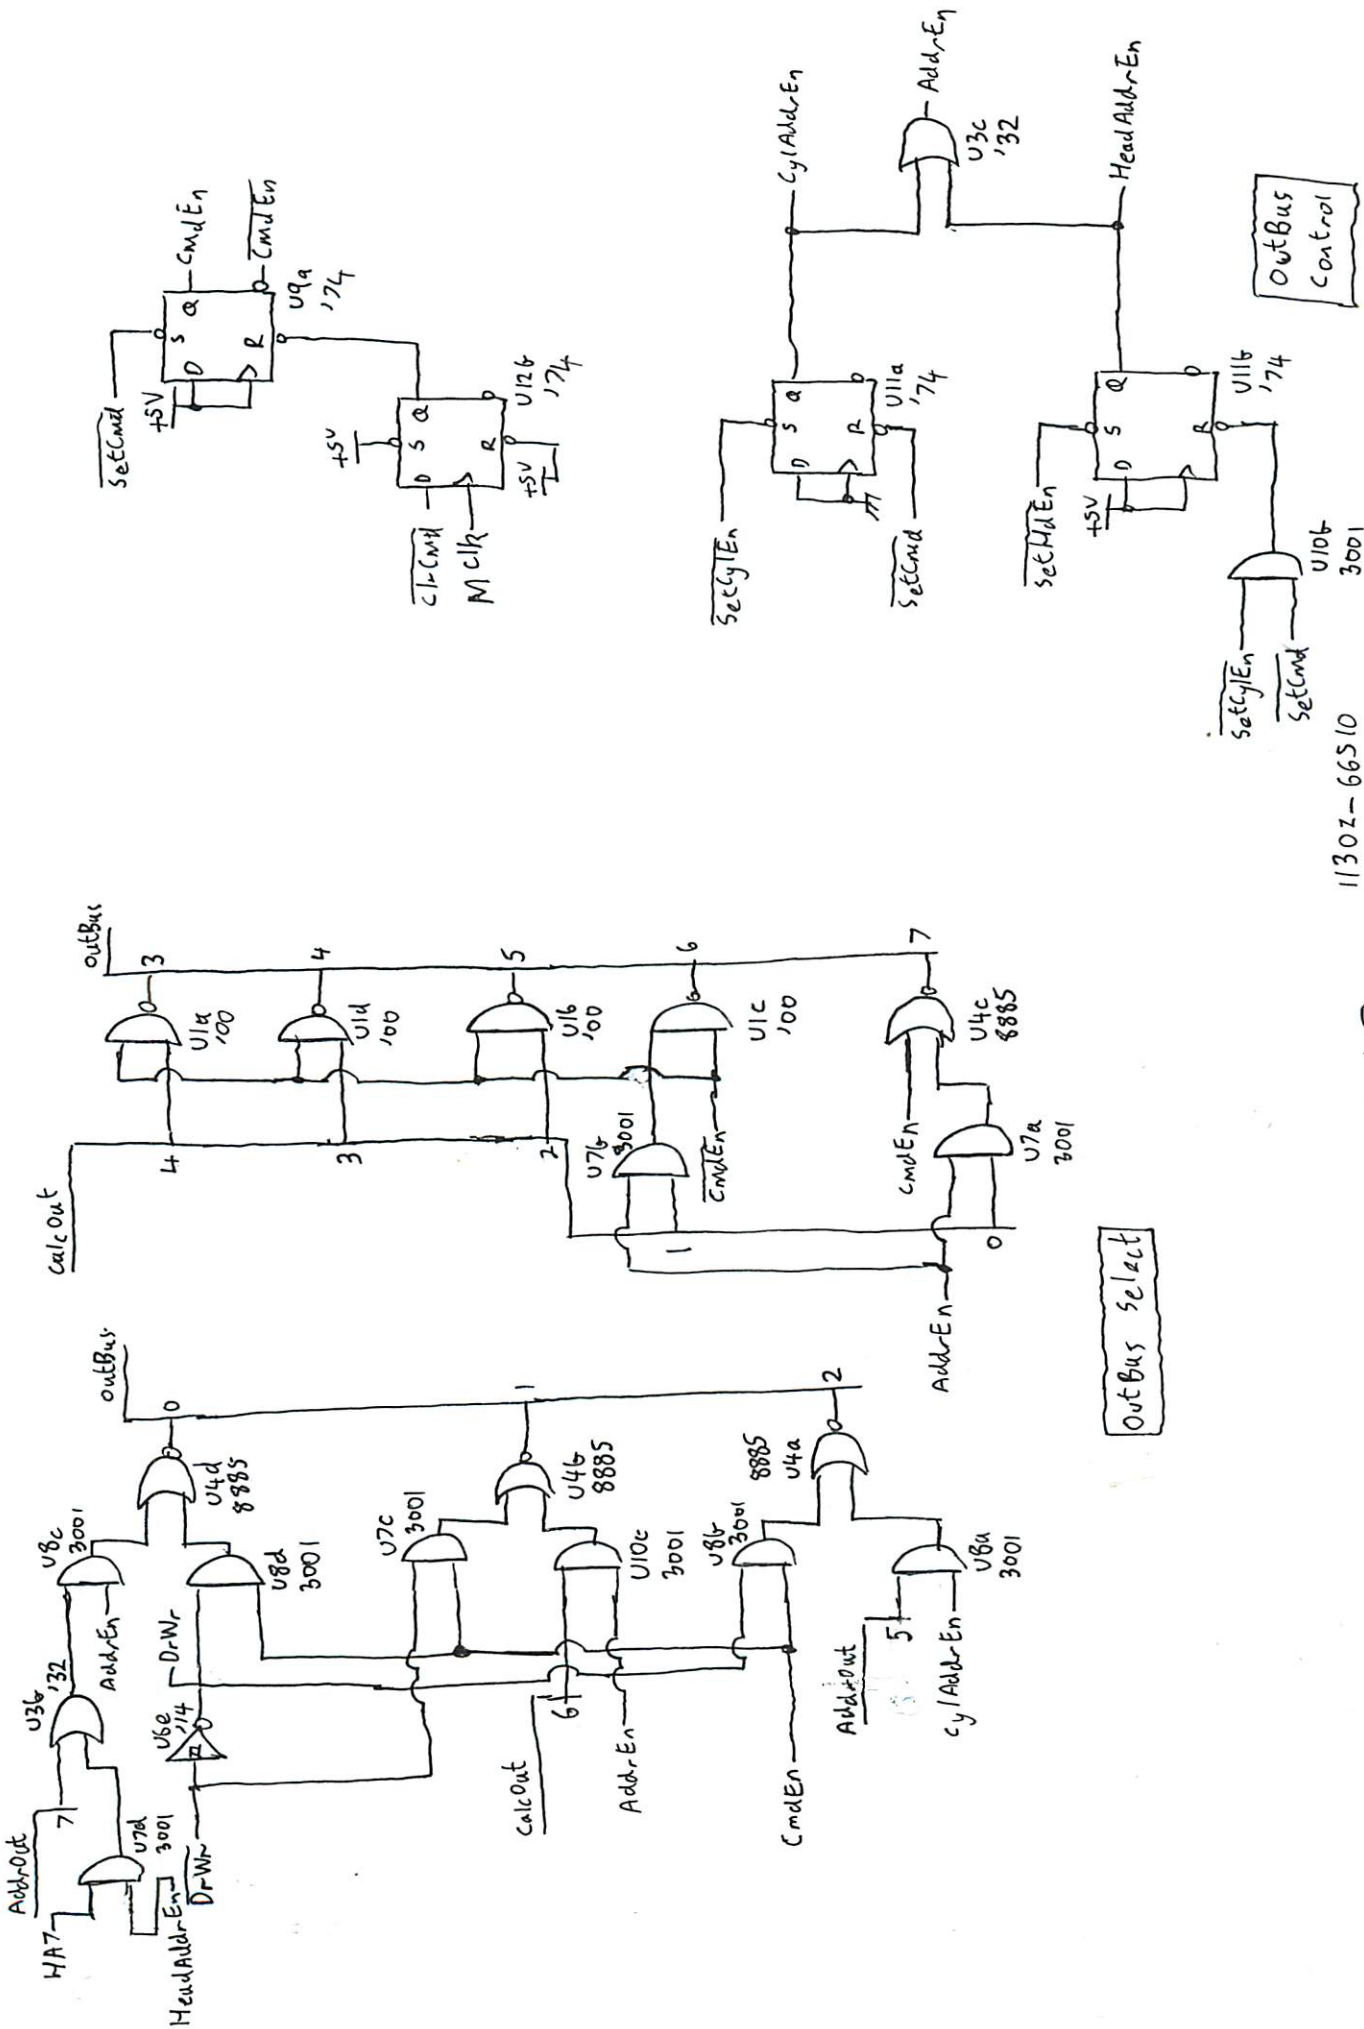 AddrOut
HA7
7
U7d
3001
HeadAddrEn
U3b
'32
U8c
3001
AddrEn
DrWr
U6e
'14
DrWr
U8d
3001
U4d
8885
OutBus
0
U7c
3001
U4b
8885
1
CalcOut
6
AddrEn
U10c
3001
CmdEn
U8b
3001
8885
U4a
2
AddrOut
5
CylAddrEn
U8a
3001
CalcOut
OutBus
4
U1a
'00
3
3
U1d
'00
4
2
U1b
'00
5
U7b
3001
1
CmdEn
U1c
'00
6
AddrEn
0
CmdEn
U7a
3001
U4c
8885
7
OutBus Select
SetCmd
+5V
S
D
Q
R
CmdEn
CmdEn
U9a
'74
+5V
ClrCmd
MClk
D
S
Q
R
+5V
U12b
'74
SetCylEn
D
S
Q
R
U11a
'74
SetCmd
CylAddrEn
AddrEn
U3c
'32
SetHdEn
+5V
D
S
Q
R
U11b
'74
HeadAddrEn
SetCylEn
SetCmd
U10b
3001
OutBus
Control
11302-66510